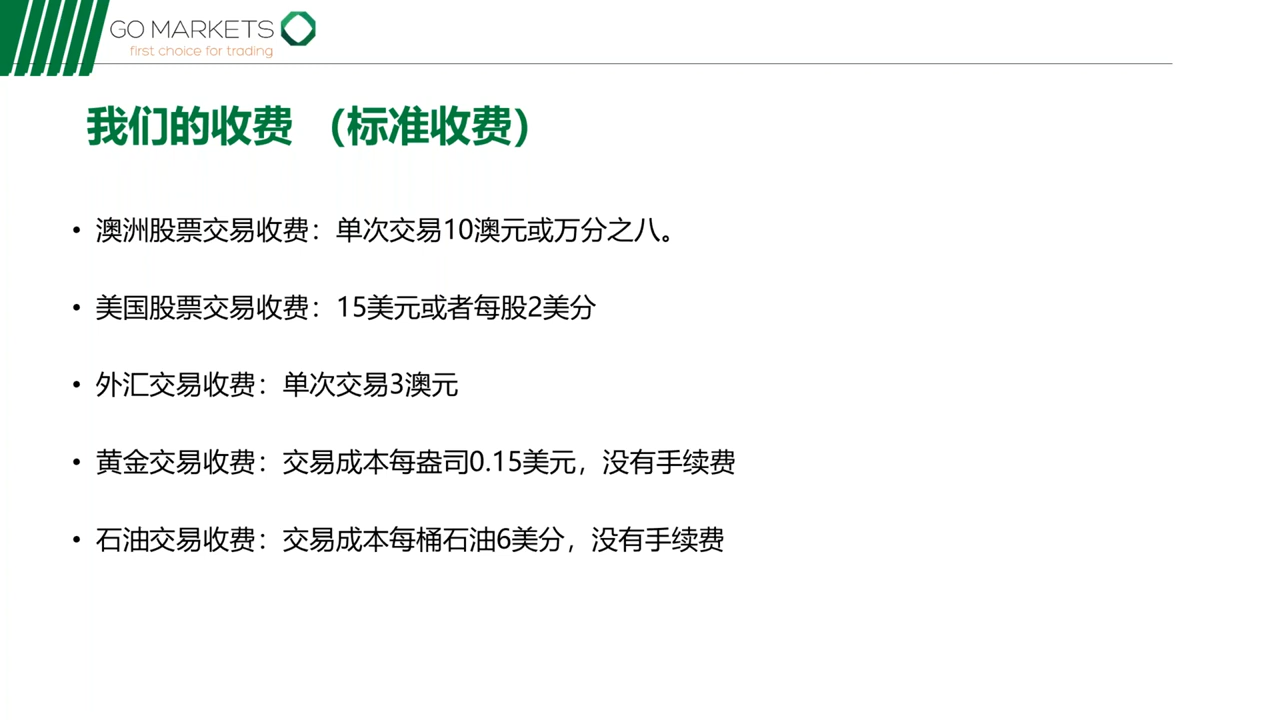 GO MARKETS
first choice for trading
我们的收费 （标准收费）
• 澳洲股票交易收费：单次交易10澳元或万分之八。
• 美国股票交易收费：15美元或者每股2美分
• 外汇交易收费：单次交易3澳元
• 黄金交易收费：交易成本每盎司0.15美元，没有手续费
• 石油交易收费：交易成本每桶石油6美分，没有手续费